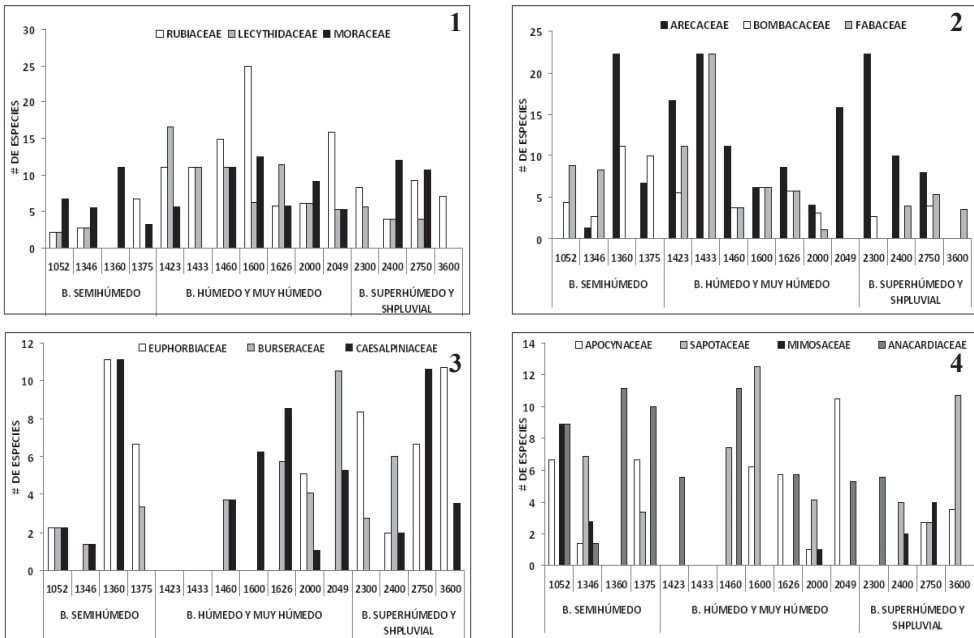 1
RUBIACEAE LECYTHIDACEAE MORACEAE
# DE ESPECIES
30
25
20
15
10
5
0
1052 1346 1360 1375 1423 1433 1460 1600 1626 2000 2049 2300 2400 2750 3600
B. SEMIHÚMEDO B. HÚMEDO Y MUY HÚMEDO B. SUPERHÚMEDO Y
SHPLUVIAL
2
ARECACEAE BOMBACACEAE FABACEAE
# DE ESPECIES
25
20
15
10
5
0
1052 1346 1360 1375 1423 1433 1460 1600 1626 2000 2049 2300 2400 2750 3600
B. SEMIHÚMEDO B. HÚMEDO Y MUY HÚMEDO B. SUPERHÚMEDO Y
SHPLUVIAL
3
EUPHORBIACEAE BURSERACEAE CAESALPINIACEAE
# DE ESPECIES
12
10
8
6
4
2
0
1052 1346 1360 1375 1423 1433 1460 1600 1626 2000 2049 2300 2400 2750 3600
B. SEMIHÚMEDO B. HÚMEDO Y MUY HÚMEDO B. SUPERHÚMEDO Y
SHPLUVIAL
4
APOCYNACEAE SAPOTACEAE MIMOSACEAE ANACARDIACEAE
# DE ESPECIES
14
12
10
8
6
4
2
0
1052 1346 1360 1375 1423 1433 1460 1600 1626 2000 2049 2300 2400 2750 3600
B. SEMIHÚMEDO B. HÚMEDO Y MUY HÚMEDO B. SUPERHÚMEDO Y
SHPLUVIAL